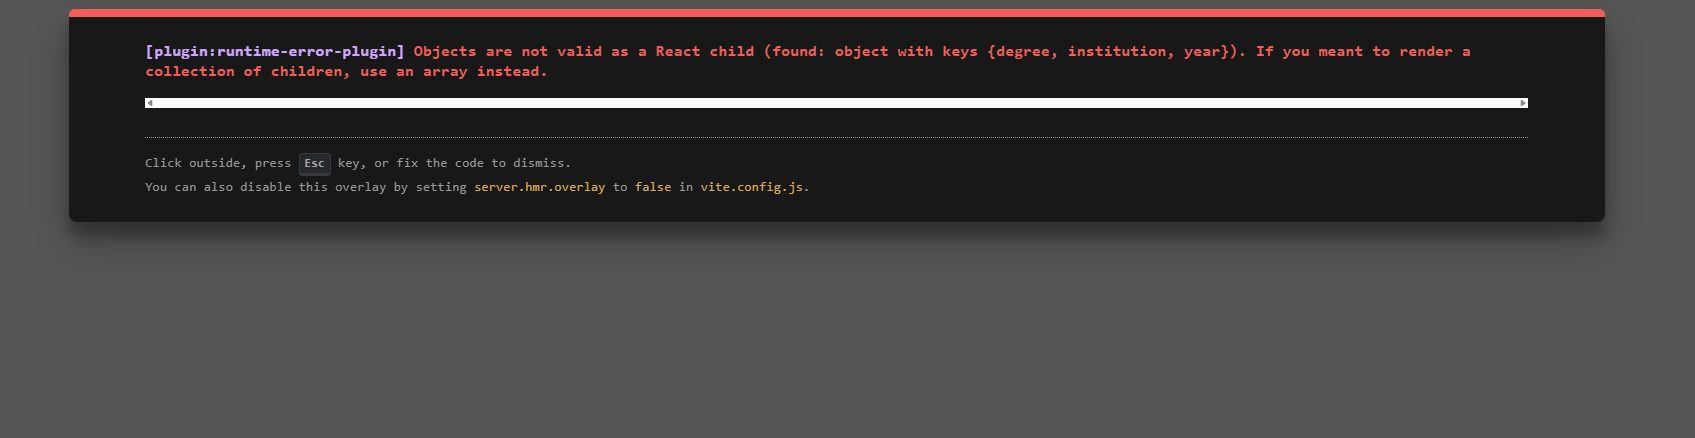 [plugin:runtime-error-plugin] Objects are not valid as a React child (found: object with keys {degree, institution, year}). If you meant to render a
collection of children, use an array instead.
Click outside, press Esc key, or fix the code to dismiss.
You can also disable this overlay by setting server.hmr.overlay to false in vite.config.js.